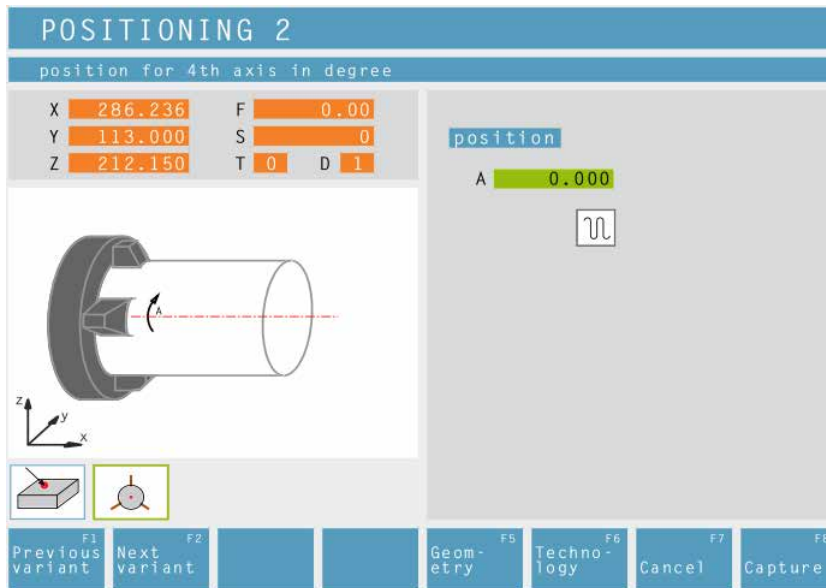 POSITIONING 2
position for 4th axis in degree
X 286.236 F 0.00
Y 113.000 S 0
Z 212.150 T 0 D 1
position
A 0.000
A
z
y
x
F1 F2 F5 F6 F7 F8
Previous Next Geom- Techno-
variant variant etry logy Cancel Capture